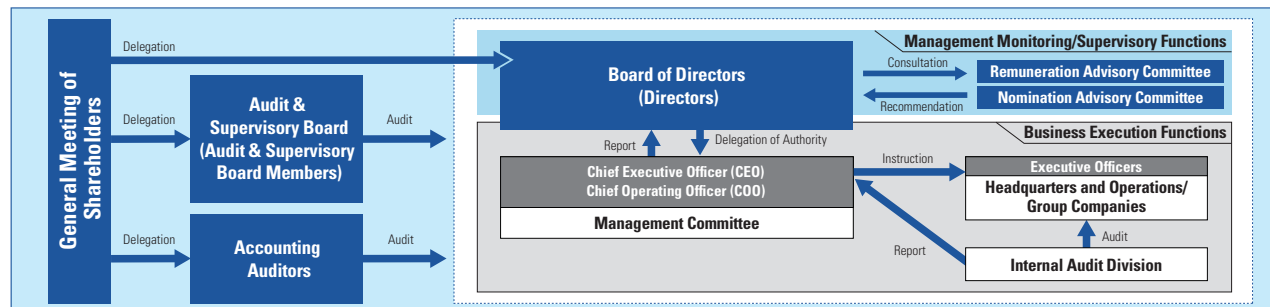 General Meeting of
Shareholders
Delegation
Delegation
Audit &
Supervisory Board
(Audit & Supervisory
Board Members)
Audit
Delegation
Accounting
Auditors
Audit
Management Monitoring/Supervisory Functions
Board of Directors
(Directors)
Consultation
Remuneration Advisory Committee
Recommendation
Nomination Advisory Committee
Business Execution Functions
Report
Delegation of Authority
Chief Executive Officer (CEO)
Chief Operating Officer (COO)
Management Committee
Instruction
Executive Officers
Headquarters and Operations/
Group Companies
Report
Audit
Internal Audit Division